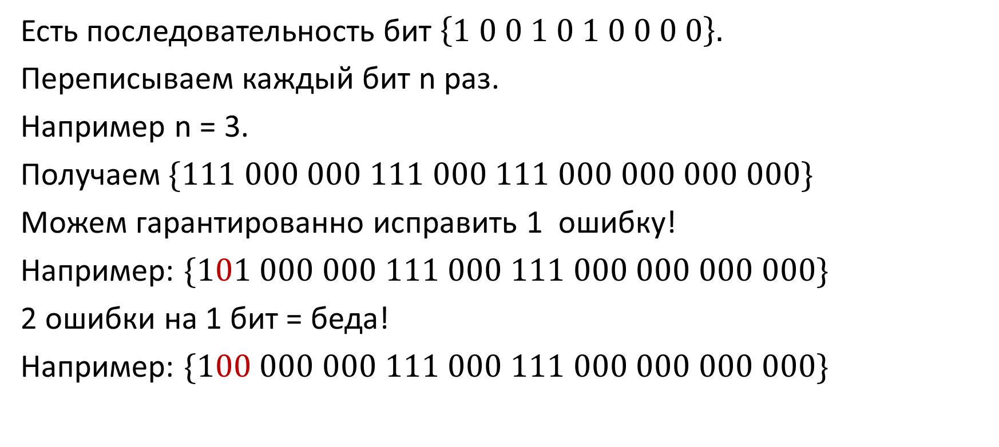 Есть последовательность бит {1 0 0 1 0 1 0 0 0 0}.
Переписываем каждый бит n раз.
Например n = 3.
Получаем {111 000 000 111 000 111 000 000 000 000}
Можем гарантированно исправить 1 ошибку!
Например: {101 000 000 111 000 111 000 000 000 000}
2 ошибки на 1 бит = беда!
Например: {100 000 000 111 000 111 000 000 000 000}